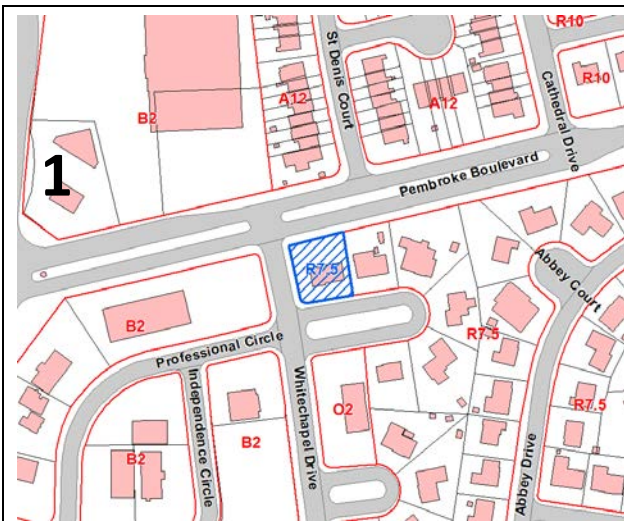 R10
St Denis Court
R10
B2
A12
A12
Cathedral Drive
1
Pembroke Boulevard
R7.5
Abbey Court
B2
R7.5
Professional Circle
Whitechapel Drive
Independence Circle
O2
R7.5
B2
B2
Abbey Drive